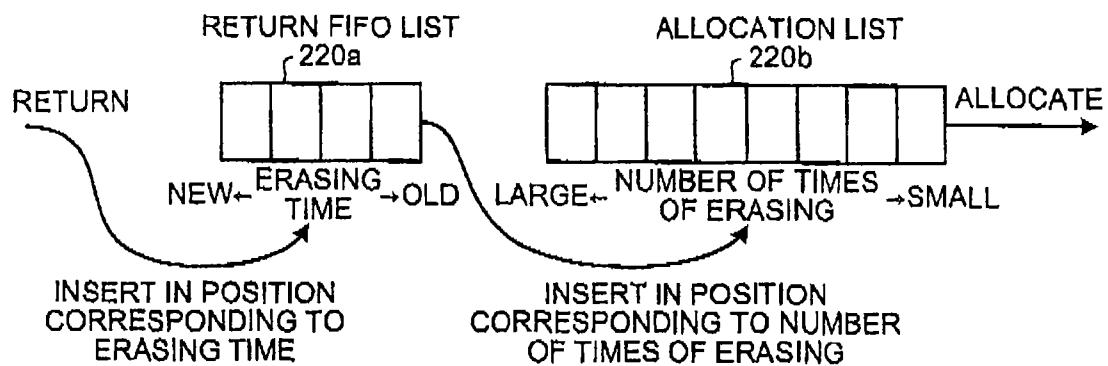 RETURN FIFO LIST
220a
ALLOCATION LIST
220b
RETURN
ALLOCATE
NEW← ERASING TIME →OLD
LARGE← NUMBER OF TIMES OF ERASING →SMALL
INSERT IN POSITION
CORRESPONDING TO
ERASING TIME
INSERT IN POSITION
CORRESPONDING TO NUMBER
OF TIMES OF ERASING